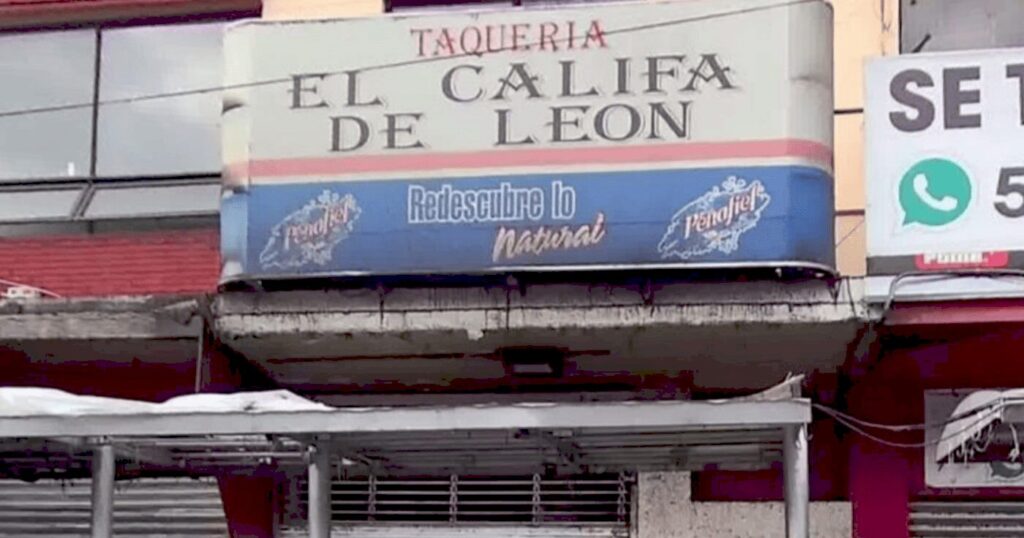 TAQUERIA
EL CALIFA
DE LEON
Redescubre lo
Natural
Peñafiel
Peñafiel
SE T
5